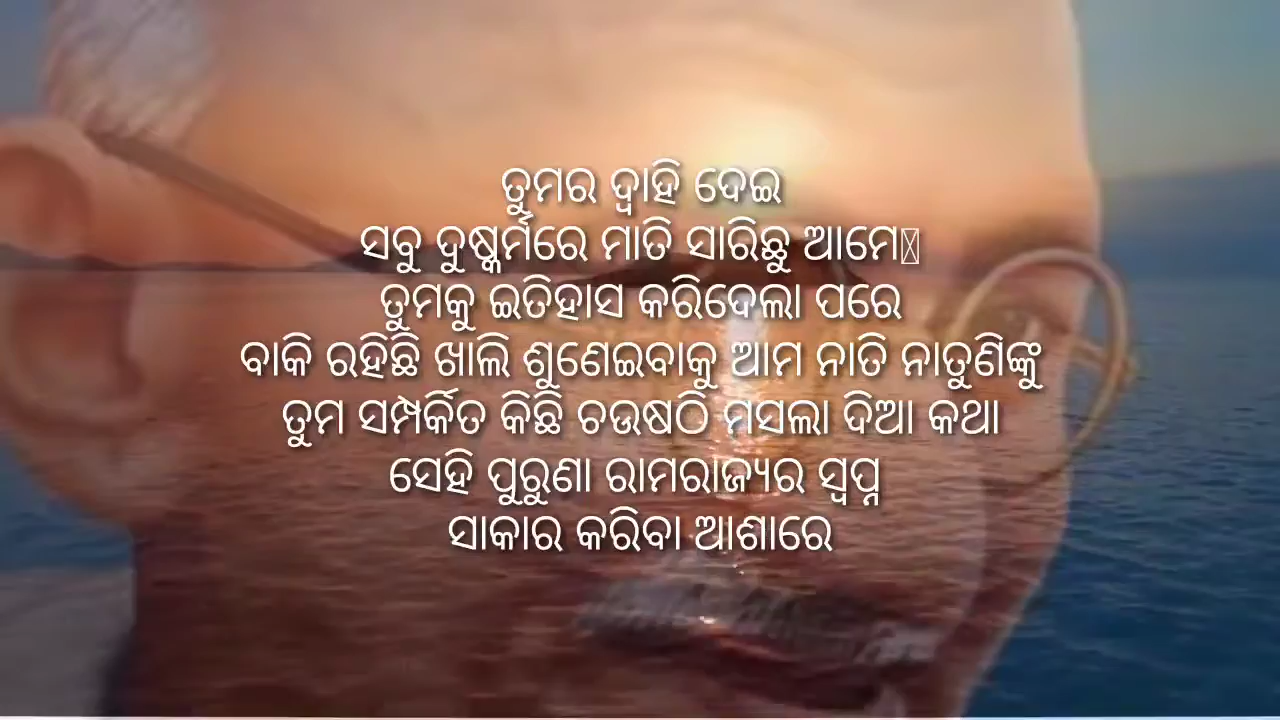 ତୁମର ଦ୍ୱାହି ଦେଇ
ସବୁ ଦୁଷ୍କର୍ମରେ ମାତି ସାରିଛୁ ଆମେ
ତୁମକୁ ଇତିହାସ କରିଦେଲା ପରେ
ବାକି ରହିଛି ଖାଲି ଶୁଣେଇବାକୁ ଆମ ନାତି ନାତୁଣିଙ୍କୁ
ତୁମ ସମ୍ପର୍କିତ କିଛି ଚଉଷଠି ମସଲା ଦିଆ କଥା
ସେହି ପୁରୁଣା ରାମରାଜ୍ୟର ସ୍ୱପ୍ନ
ସାକାର କରିବା ଆଶାରେ